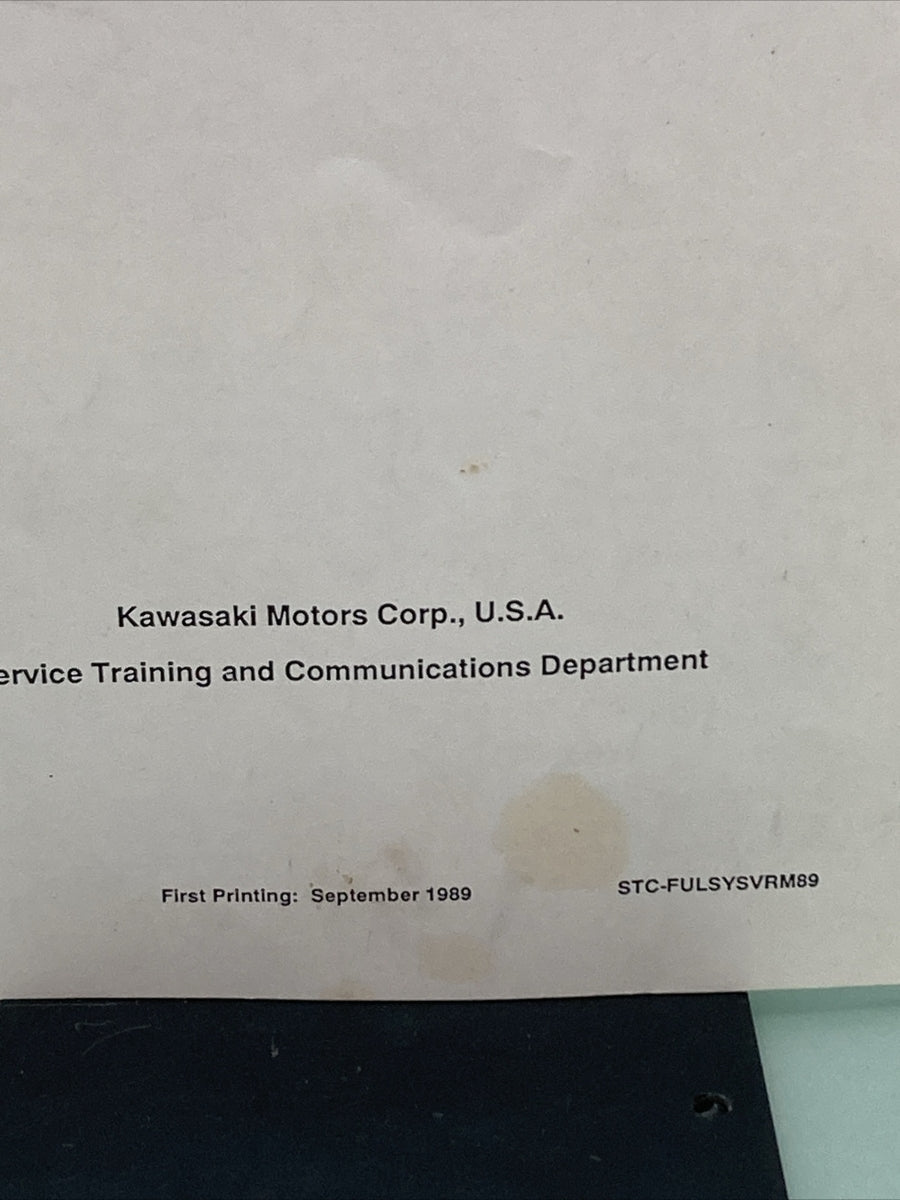 Kawasaki Motors Corp., U.S.A.
ervice Training and Communications Department
First Printing: September 1989
STC-FULSYSVRM89